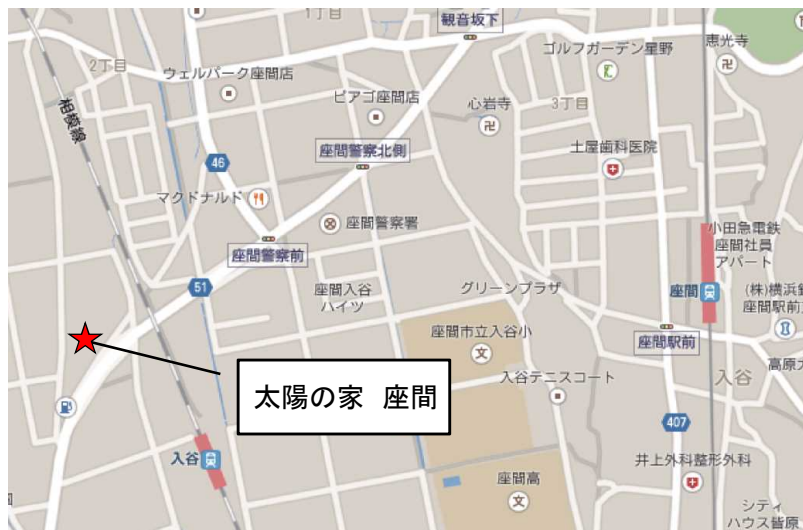 1丁目
観音坂下
ゴルフガーデン星野
恵光寺
2丁目
ウェルパーク座間店
ピアゴ座間店
心岩寺
3丁目
相模線
土屋歯科医院
座間警察北側
46
マクドナルド
座間警察署
座間警察前
小田急電鉄
座間社員
アパート
51
座間入谷
ハイツ
グリーンプラザ
座間
(株)横浜
座間駅前
座間市立入谷小
文
座間駅前
高原
太陽の家 座間
入谷テニスコート
入谷
407
入谷
井上外科整形外科
座間高
文
シティ
ハウス皆原